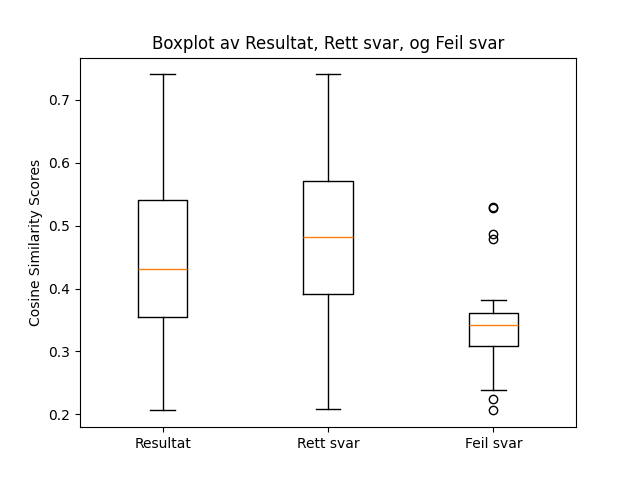 Boxplot av Resultat, Rett svar, og Feil svar
Cosine Similarity Scores
0.7
0.6
0.5
0.4
0.3
0.2
Resultat
Rett svar
Feil svar